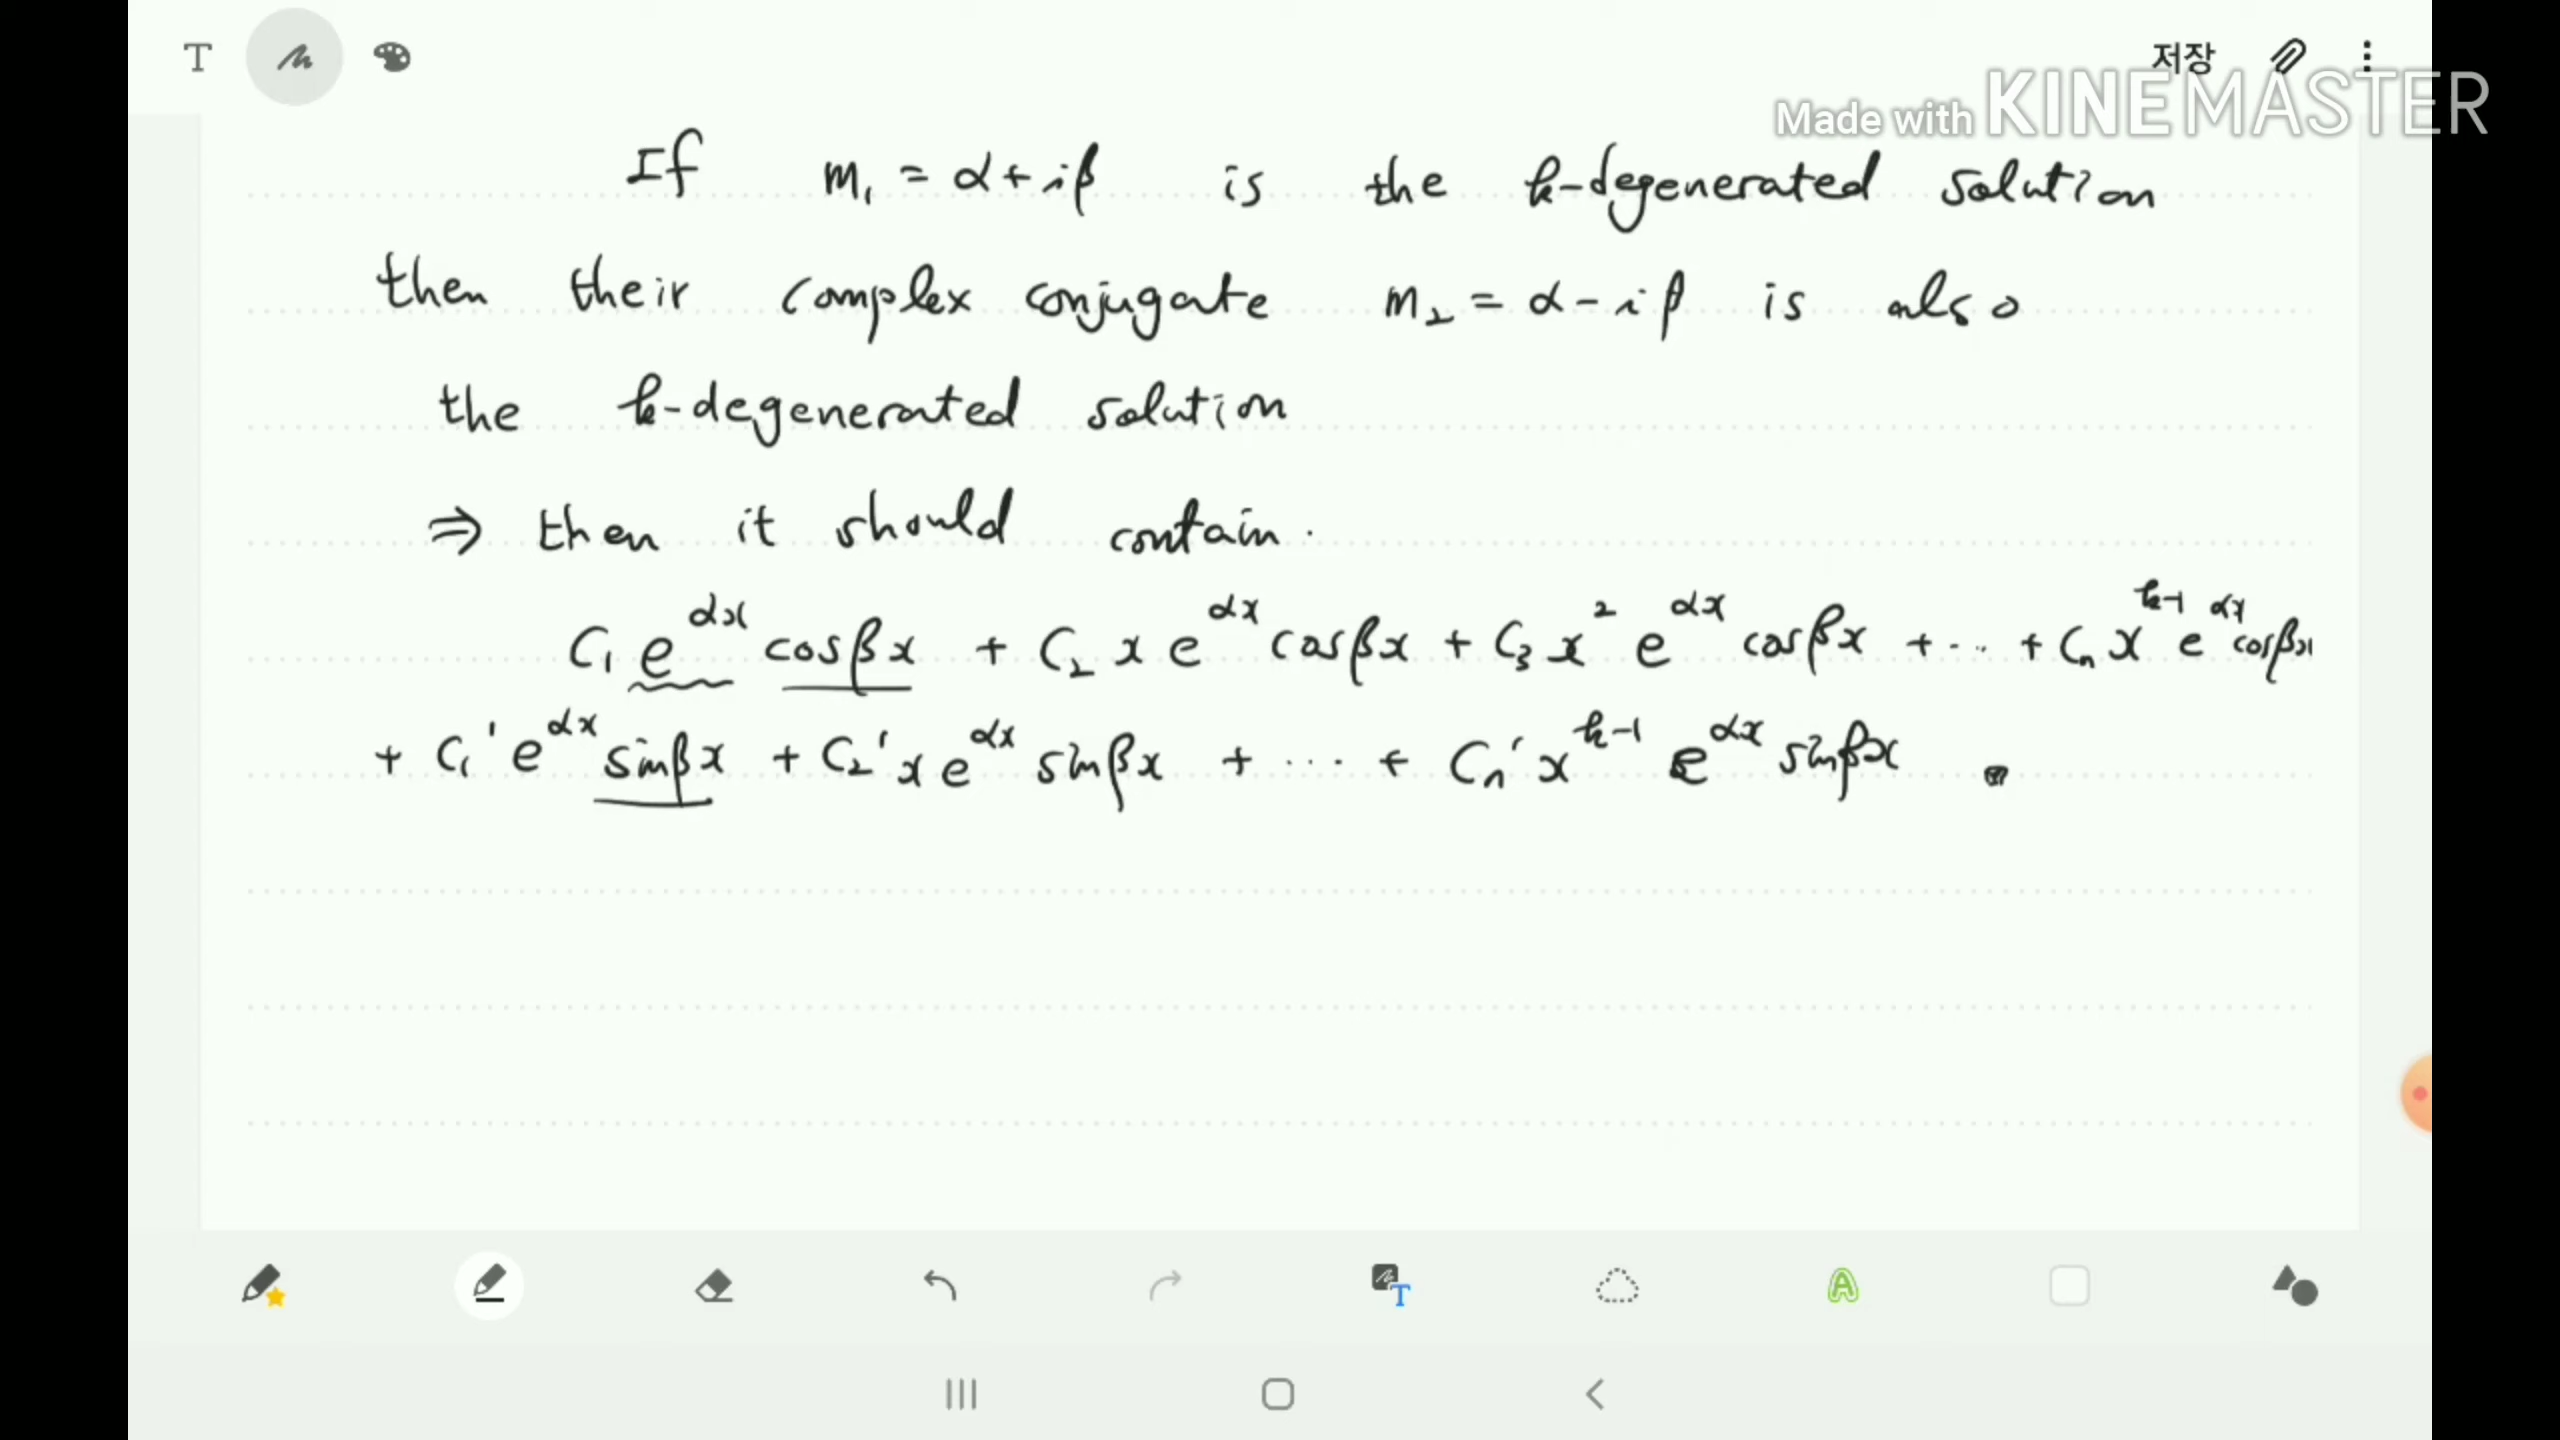 T 저장
Made with KINEMASTER
If m₁ = α + iβ is the k-degenerated solution
then their complex conjugate m₂ = α - iβ is also
the k-degenerated solution
⇒ then it should contain.
C₁ e^{αx} cosβx + C₂ x e^{αx} cosβx + C₃ x² e^{αx} cosβx + ... + Cₙ x^{k-1} e^{αx} cosβx
+ C₁' e^{αx} sinβx + C₂' x e^{αx} sinβx + ... + Cₙ' x^{k-1} e^{αx} sinβx
T A